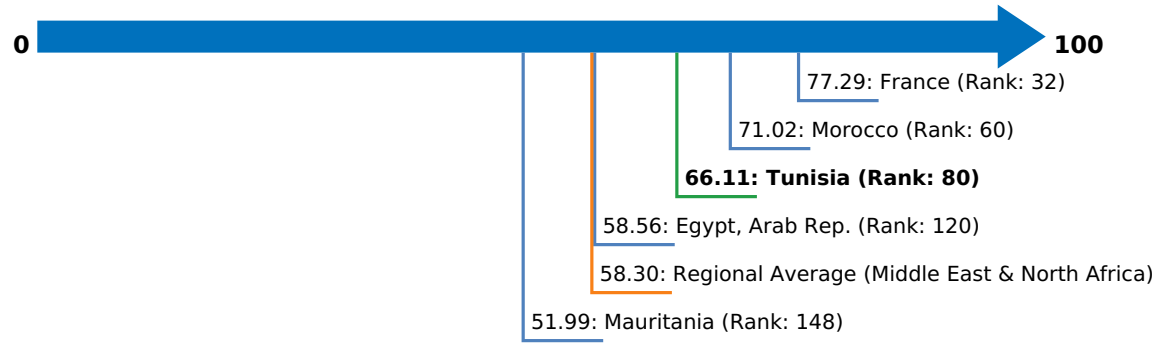 0
100
77.29: France (Rank: 32)
71.02: Morocco (Rank: 60)
66.11: Tunisia (Rank: 80)
58.56: Egypt, Arab Rep. (Rank: 120)
58.30: Regional Average (Middle East & North Africa)
51.99: Mauritania (Rank: 148)